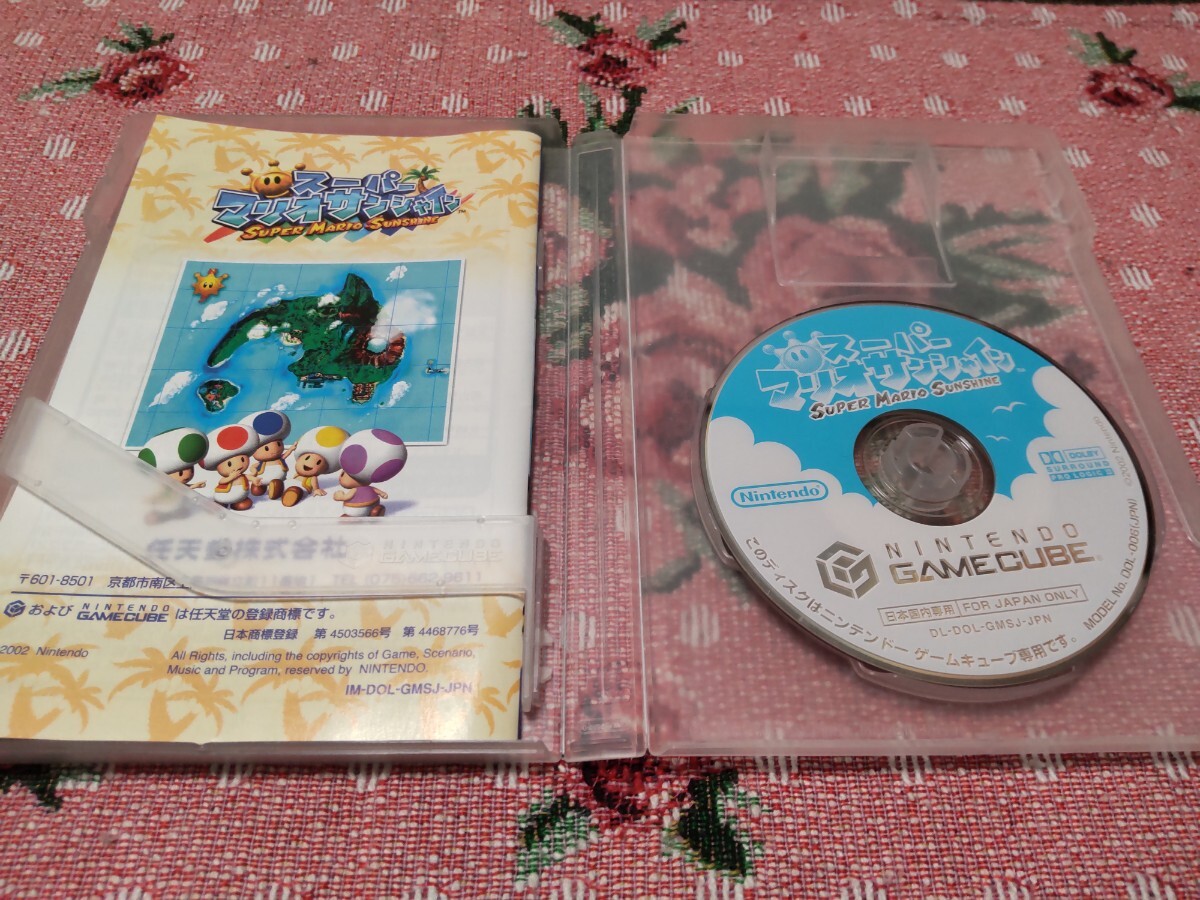 スーパー
マリオサンシャイン™
SUPER MARIO SUNSHINE
任天堂株式会社
〒601-8501 京都市南区
および NINTENDO GAMECUBE は任天堂の登録商標です。
日本商標登録 第4503566号 第4468776号
2002 Nintendo
All Rights, including the copyrights of Game, Scenario,
Music and Program, reserved by NINTENDO.
IM-DOL-GMSJ-JPN
GAMECUBE
スーパー
マリオサンシャイン™
SUPER MARIO SUNSHINE
DOLBY
SURROUND
PRO LOGIC II
Nintendo
NINTENDO
GAMECUBE
日本国内専用 FOR JAPAN ONLY
DL-DOL-GMSJ-JPN
このディスクはニンテンドー ゲームキューブ専用です。
MODEL No. DOL-006(JPN)
©2002 Nintendo